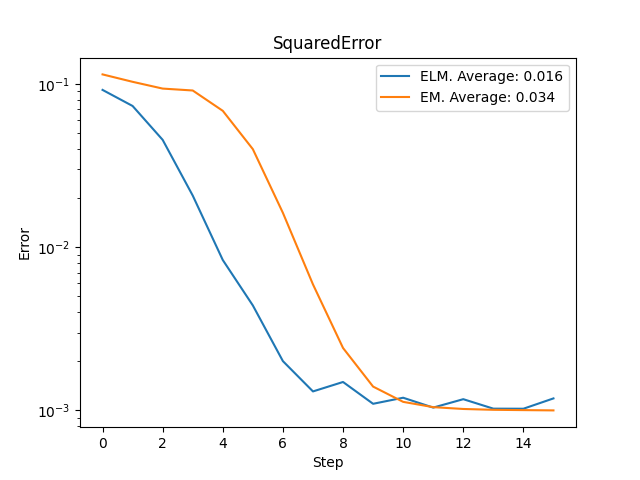 SquaredError
ELM. Average: 0.016
EM. Average: 0.034
Error
10⁻¹
10⁻²
10⁻³
0 2 4 6 8 10 12 14
Step